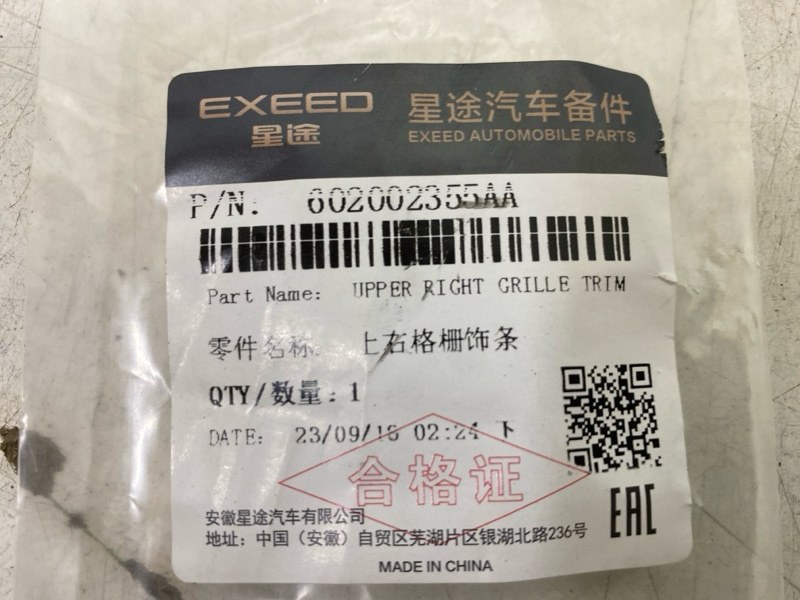 EXEED
星途
星途汽车备件
EXEED AUTOMOBILE PARTS
P/N: 602002355AA
Part Name: UPPER RIGHT GRILLE TRIM
零件名称: 上右格栅饰条
QTY/数量: 1
DATE: 23/09/16 02:24 下
合格证
安徽星途汽车有限公司
地址：中国（安徽）自贸区芜湖片区银湖北路236号
EAC
MADE IN CHINA